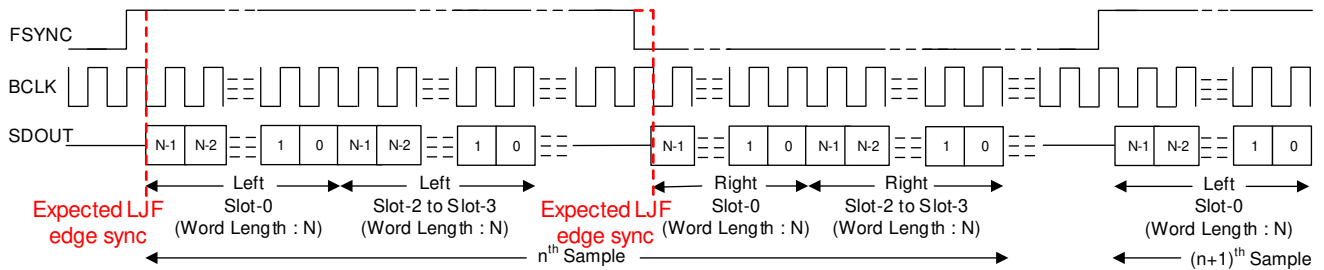 FSYNC
BCLK
SDOUT
N-1 N-2 1 0 N-1 N-2 1 0 N-1 1 0 N-1 N-2 1 0 N-1 N-2 1 0
Left Left Right Right Left
Expected LJF Slot-0 Slot-2 to Slot-3 Expected LJF Slot-0 Slot-2 to Slot-3 Slot-0
edge sync (Word Length : N) (Word Length : N) edge sync (Word Length : N) (Word Length : N) (Word Length : N)
nth Sample (n+1)th Sample